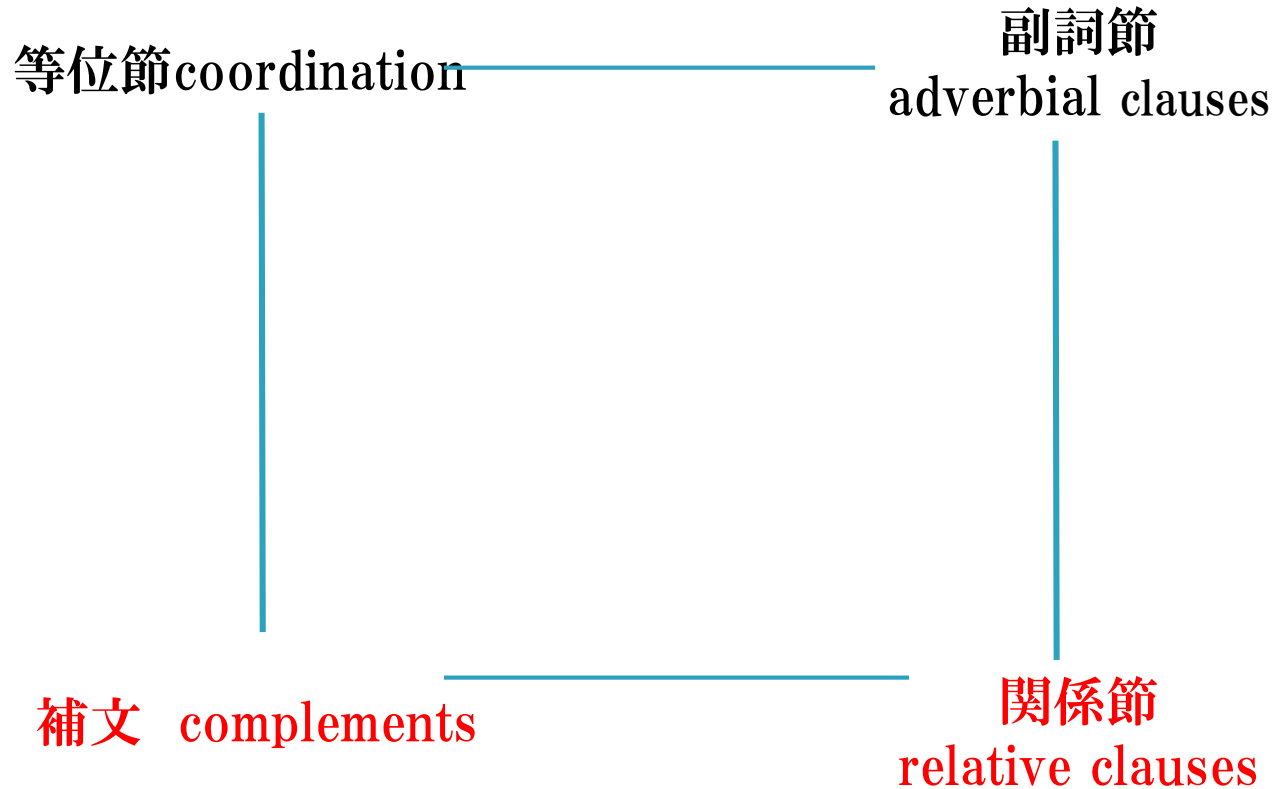 等位節coordination
副詞節
adverbial clauses
補文 complements
関係節
relative clauses